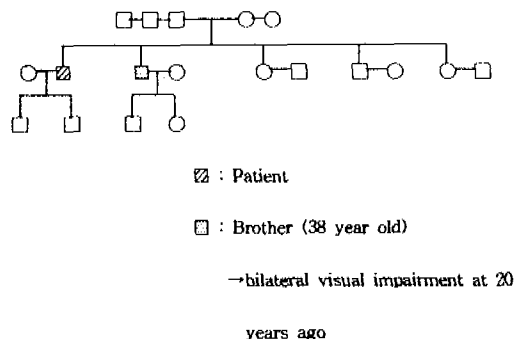 : Patient
: Brother (38 year old)
→bilateral visual impairment at 20
years ago